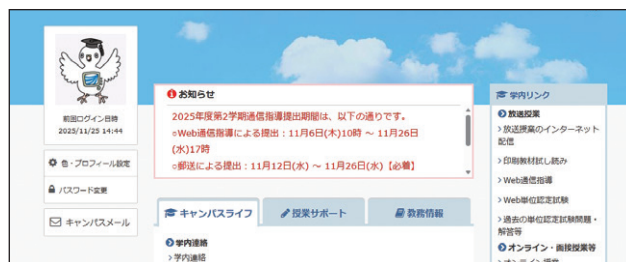 前回ログイン日時
2025/11/25 14:44
色・プロフィール設定
パスワード変更
キャンパスメール
お知らせ
2025年度第2学期通信指導提出期間は、以下の通りです。
○Web通信指導による提出：11月6日(木)10時 ～ 11月26日
(水)17時
○郵送による提出：11月12日(水) ～ 11月26日(水)【必着】
キャンパスライフ
授業サポート
教務情報
学内連絡
>学内連絡
学内リンク
放送授業
>放送授業のインターネット
配信
>印刷教材試し読み
>Web通信指導
>Web単位認定試験
>過去の単位認定試験問題・
解答等
オンライン・面接授業等